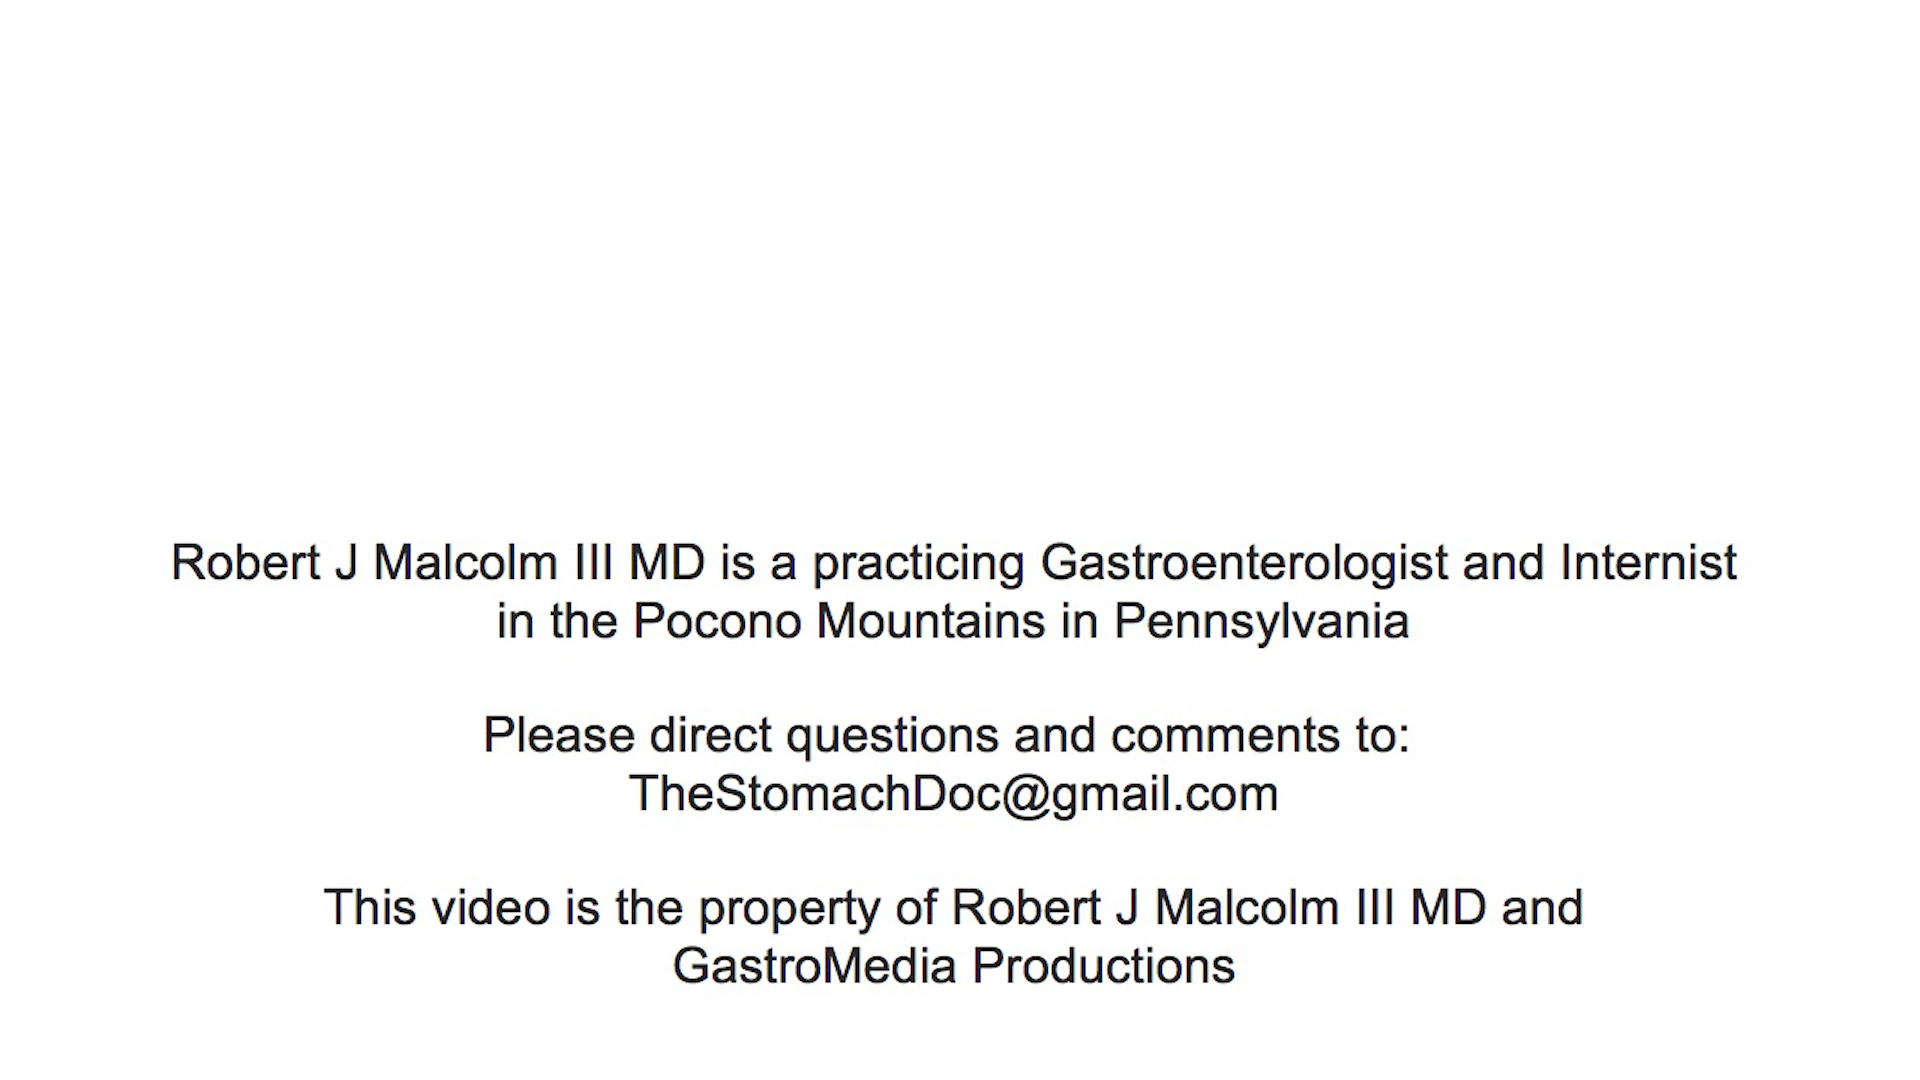 Robert J Malcolm III MD is a practicing Gastroenterologist and Internist
in the Pocono Mountains in Pennsylvania
Please direct questions and comments to:
TheStomachDoc@gmail.com
This video is the property of Robert J Malcolm III MD and
GastroMedia Productions